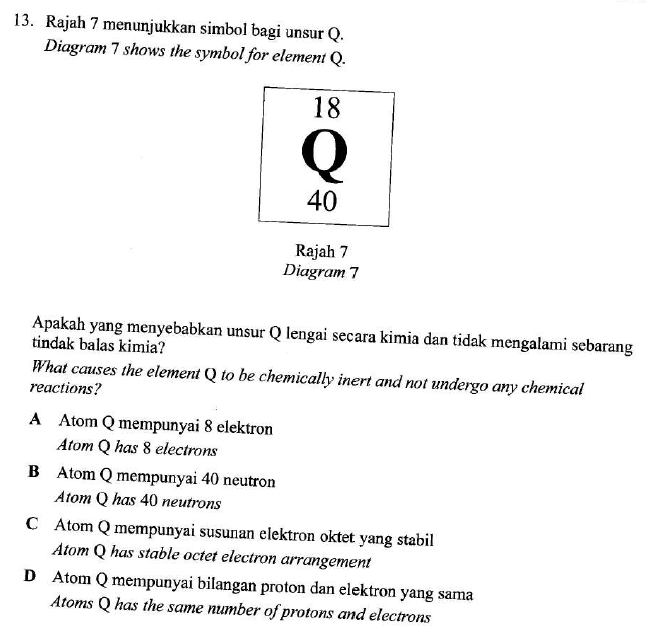 13. Rajah 7 menunjukkan simbol bagi unsur Q.
Diagram 7 shows the symbol for element Q.
18
Q
40
Rajah 7
Diagram 7
Apakah yang menyebabkan unsur Q lengai secara kimia dan tidak mengalami sebarang
tindak balas kimia?
What causes the element Q to be chemically inert and not undergo any chemical
reactions?
A Atom Q mempunyai 8 elektron
Atom Q has 8 electrons
B Atom Q mempunyai 40 neutron
Atom Q has 40 neutrons
C Atom Q mempunyai susunan elektron oktet yang stabil
Atom Q has stable octet electron arrangement
D Atom Q mempunyai bilangan proton dan elektron yang sama
Atoms Q has the same number of protons and electrons